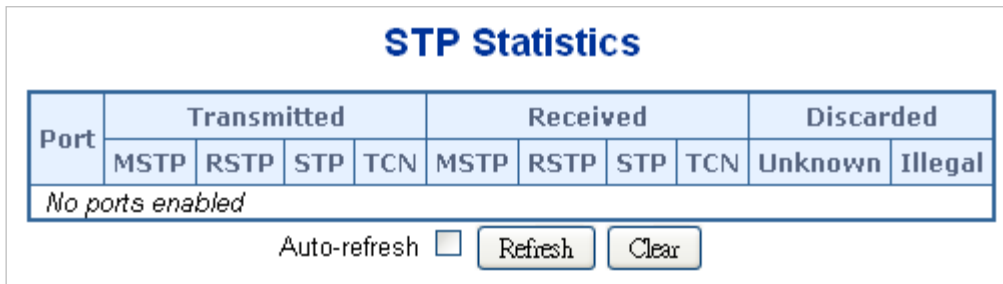 STP Statistics
Port Transmitted Received Discarded
MSTP RSTP STP TCN MSTP RSTP STP TCN Unknown Illegal
No ports enabled
Auto-refresh Refresh Clear